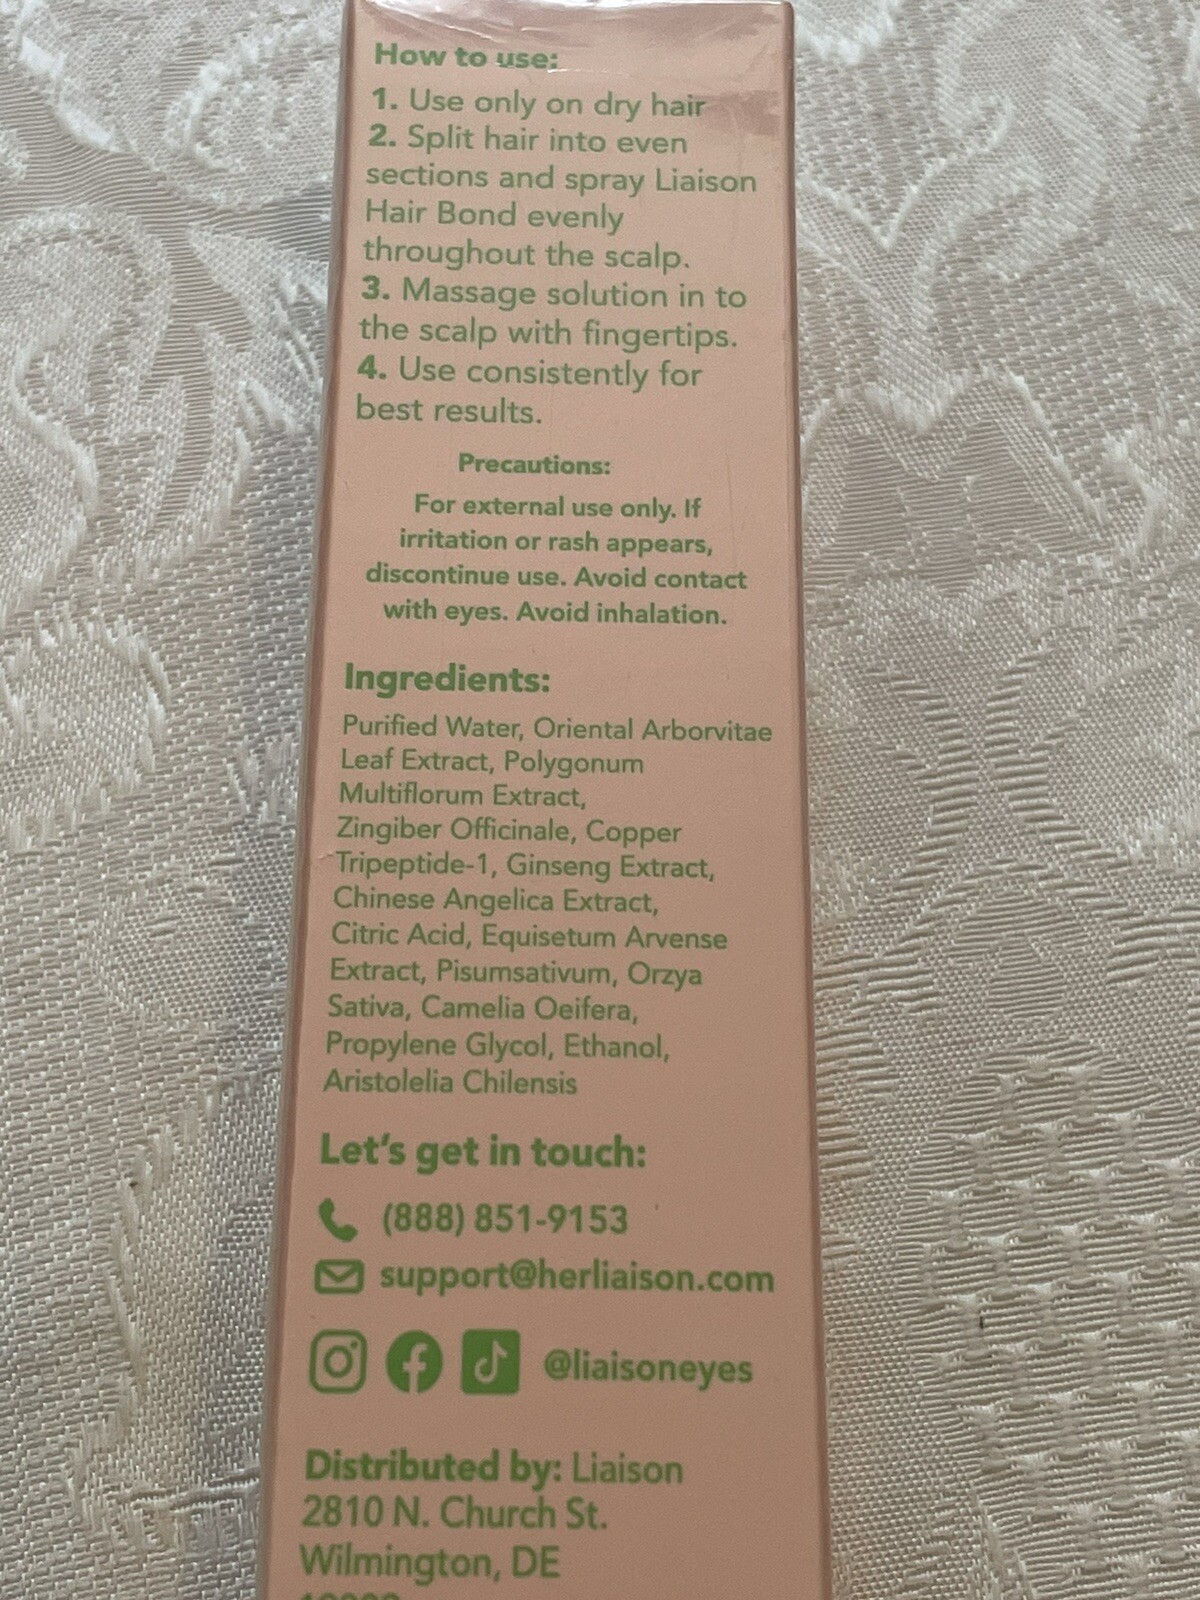 How to use:
1. Use only on dry hair
2. Split hair into even
sections and spray Liaison
Hair Bond evenly
throughout the scalp.
3. Massage solution in to
the scalp with fingertips.
4. Use consistently for
best results.
Precautions:
For external use only. If
irritation or rash appears,
discontinue use. Avoid contact
with eyes. Avoid inhalation.
Ingredients:
Purified Water, Oriental Arborvitae
Leaf Extract, Polygonum
Multiflorum Extract,
Zingiber Officinale, Copper
Tripeptide-1, Ginseng Extract,
Chinese Angelica Extract,
Citric Acid, Equisetum Arvense
Extract, Pisumsativum, Orzya
Sativa, Camelia Oeifera,
Propylene Glycol, Ethanol,
Aristolelia Chilensis
Let's get in touch:
(888) 851-9153
support@herliaison.com
@liaisoneyes
Distributed by: Liaison
2810 N. Church St.
Wilmington, DE